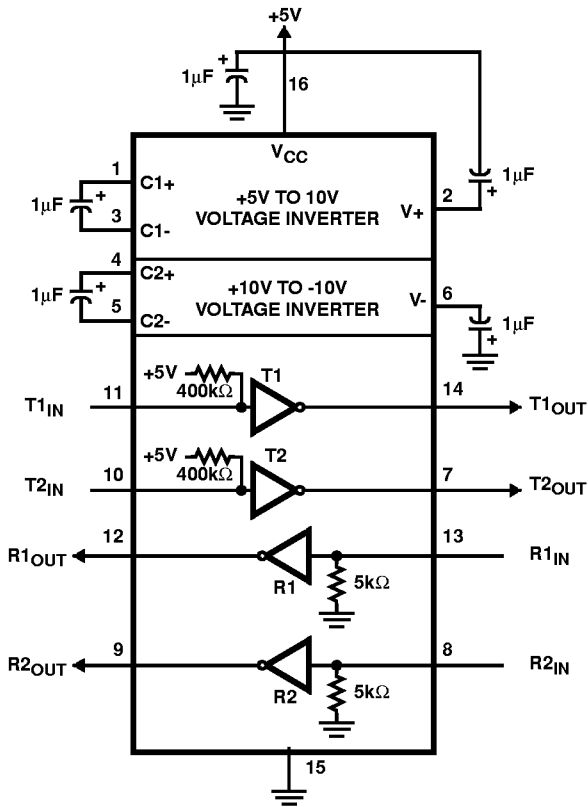 +5V
1µF
+
16
VCC
1
C1+
+5V TO 10V
VOLTAGE INVERTER
V+
2
1µF
+
1µF
+
3
C1-
4
C2+
+10V TO -10V
VOLTAGE INVERTER
V-
6
1µF
+
5
C2-
1µF
+
+5V
400kΩ
T1
T1IN
11
14
T1OUT
+5V
400kΩ
T2
T2IN
10
7
T2OUT
R1OUT
12
13
R1IN
R1
5kΩ
R2OUT
9
8
R2IN
R2
5kΩ
15